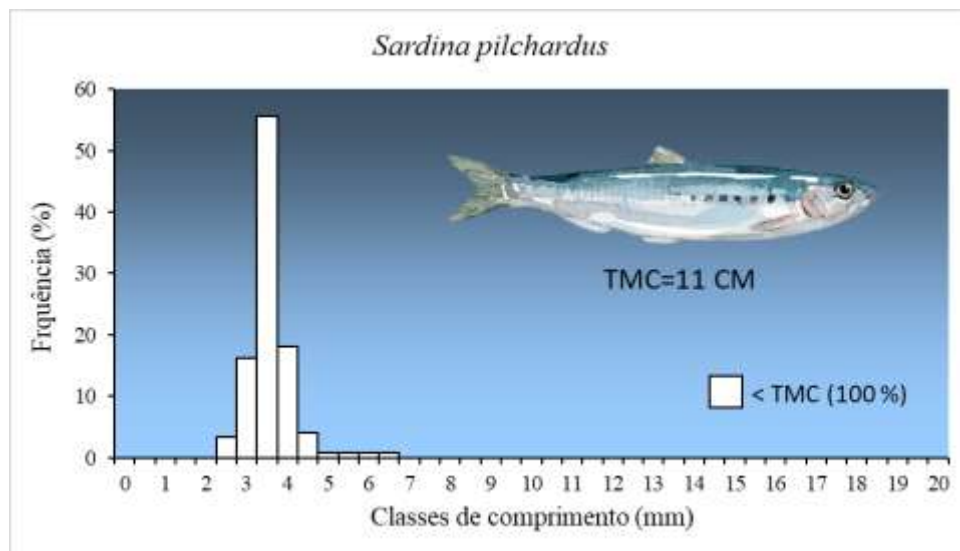 Sardina pilchardus
60
50
40
30
20
10
0
Frquência (%)
TMC=11 CM
< TMC (100 %)
0 1 2 3 4 5 6 7 8 9 10 11 12 13 14 15 16 17 18 19 20
Classes de comprimento (mm)